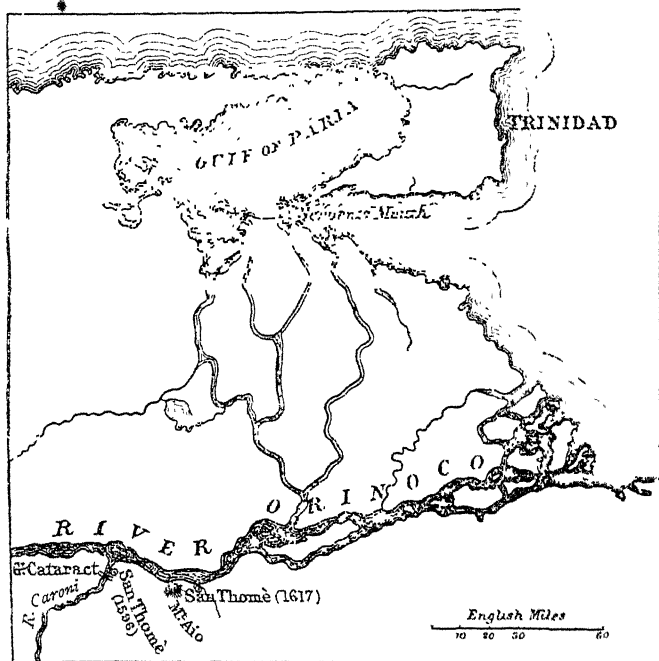 TRINIDAD
GULF OF PARIA
Serpents Mouth
RIVER ORINOCO
Gt. Cataract
R. Caroni
San Thomè
(1596)
Mt. Aio
San Thomè (1617)
English Miles
10 20 30 60